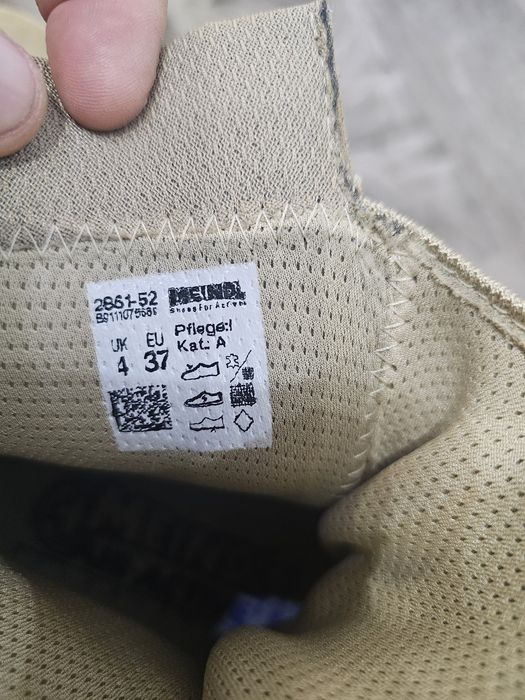 2861-52
MEINDL
Shoes For Actives
UK EU
4 37
Pflege:I
Kat.: A